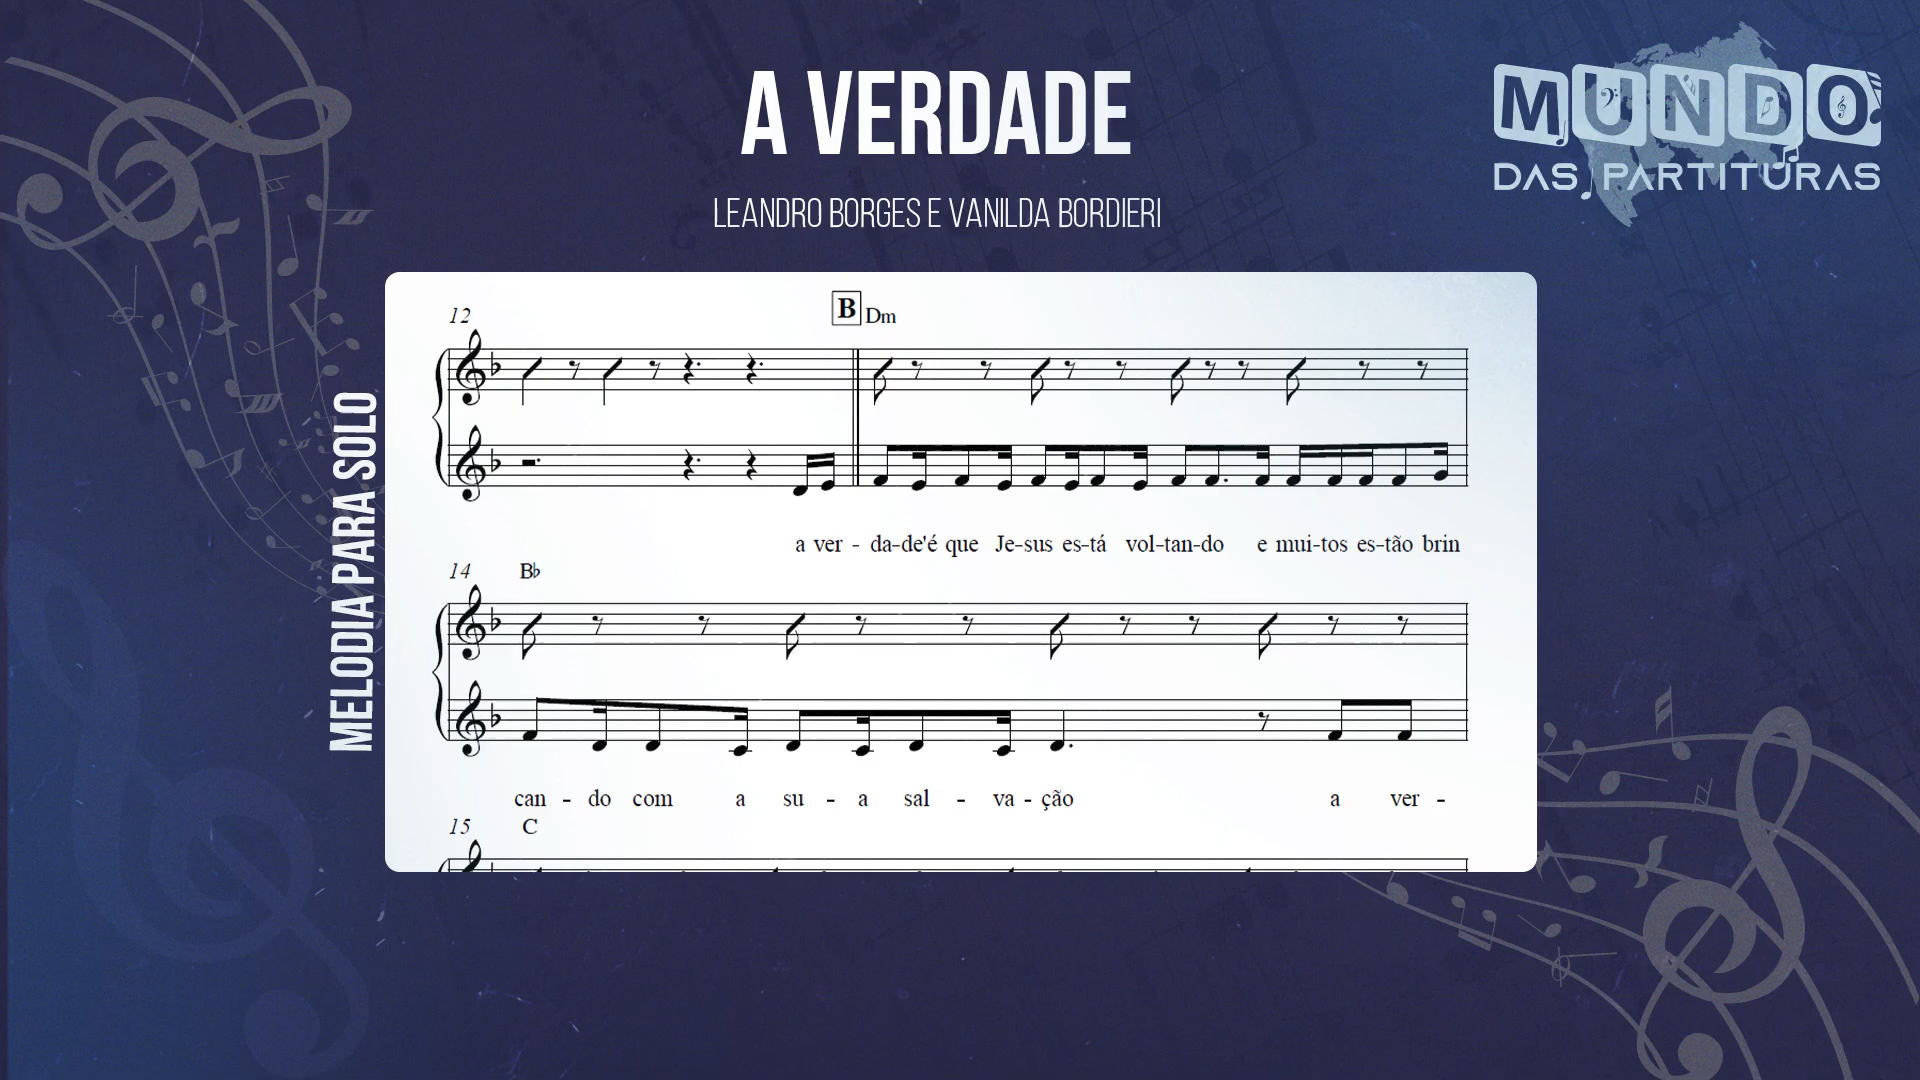 A VERDADE
LEANDRO BORGES E VANILDA BORDIERI
MUNDO
DAS PARTITURAS
MELODIA PARA SOLO
12
B Dm
a ver - da-de'é que Je-sus es-tá vol-tan-do e mui-tos es-tão brin
14 B♭
can - do com a su - a sal - va - ção a ver -
15 C